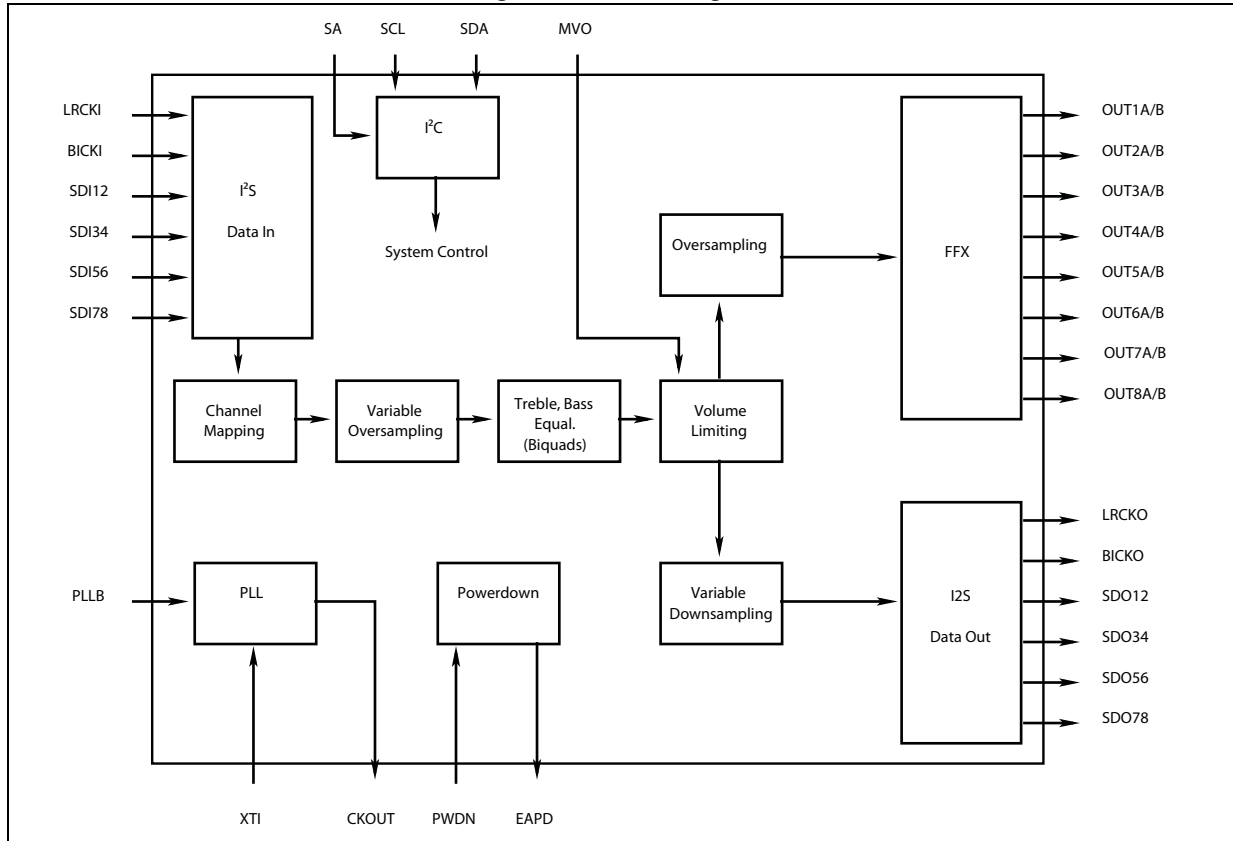 SA
SCL
SDA
MVO
LRCKI
BICKI
SDI12
SDI34
SDI56
SDI78
I²S
Data In
I²C
System Control
Oversampling
FFX
OUT1A/B
OUT2A/B
OUT3A/B
OUT4A/B
OUT5A/B
OUT6A/B
OUT7A/B
OUT8A/B
Channel
Mapping
Variable
Oversampling
Treble, Bass
Equal.
(Biquads)
Volume
Limiting
PLLB
PLL
Powerdown
Variable
Downsampling
I2S
Data Out
LRCKO
BICKO
SDO12
SDO34
SDO56
SDO78
XTI
CKOUT
PWDN
EAPD